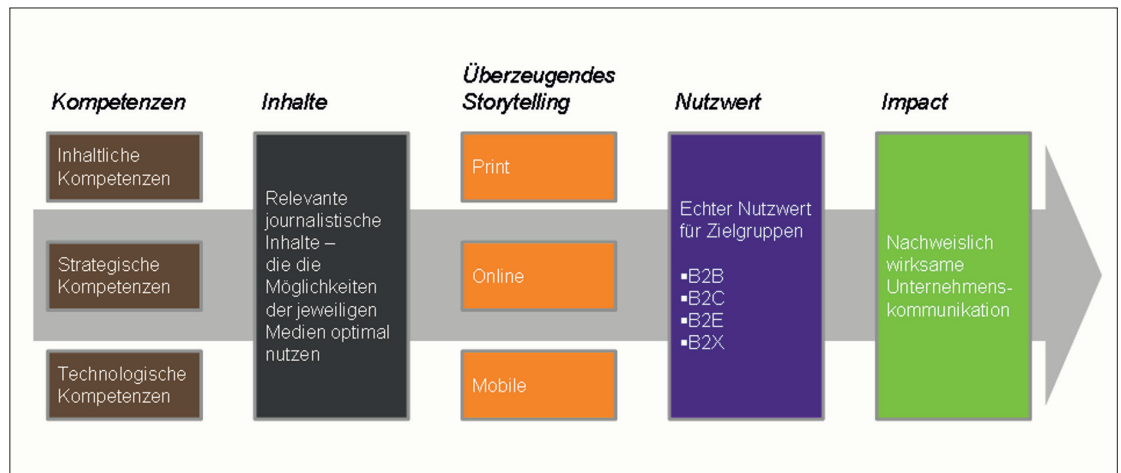 Kompetenzen
Inhaltliche
Kompetenzen
Strategische
Kompetenzen
Technologische
Kompetenzen
Inhalte
Relevante
journalistische
Inhalte –
die die
Möglichkeiten
der jeweiligen
Medien optimal
nutzen
Überzeugendes
Storytelling
Print
Online
Mobile
Nutzwert
Echter Nutzwert
für Zielgruppen
▪B2B
▪B2C
▪B2E
▪B2X
Impact
Nachweislich
wirksame
Unternehmens-
kommunikation